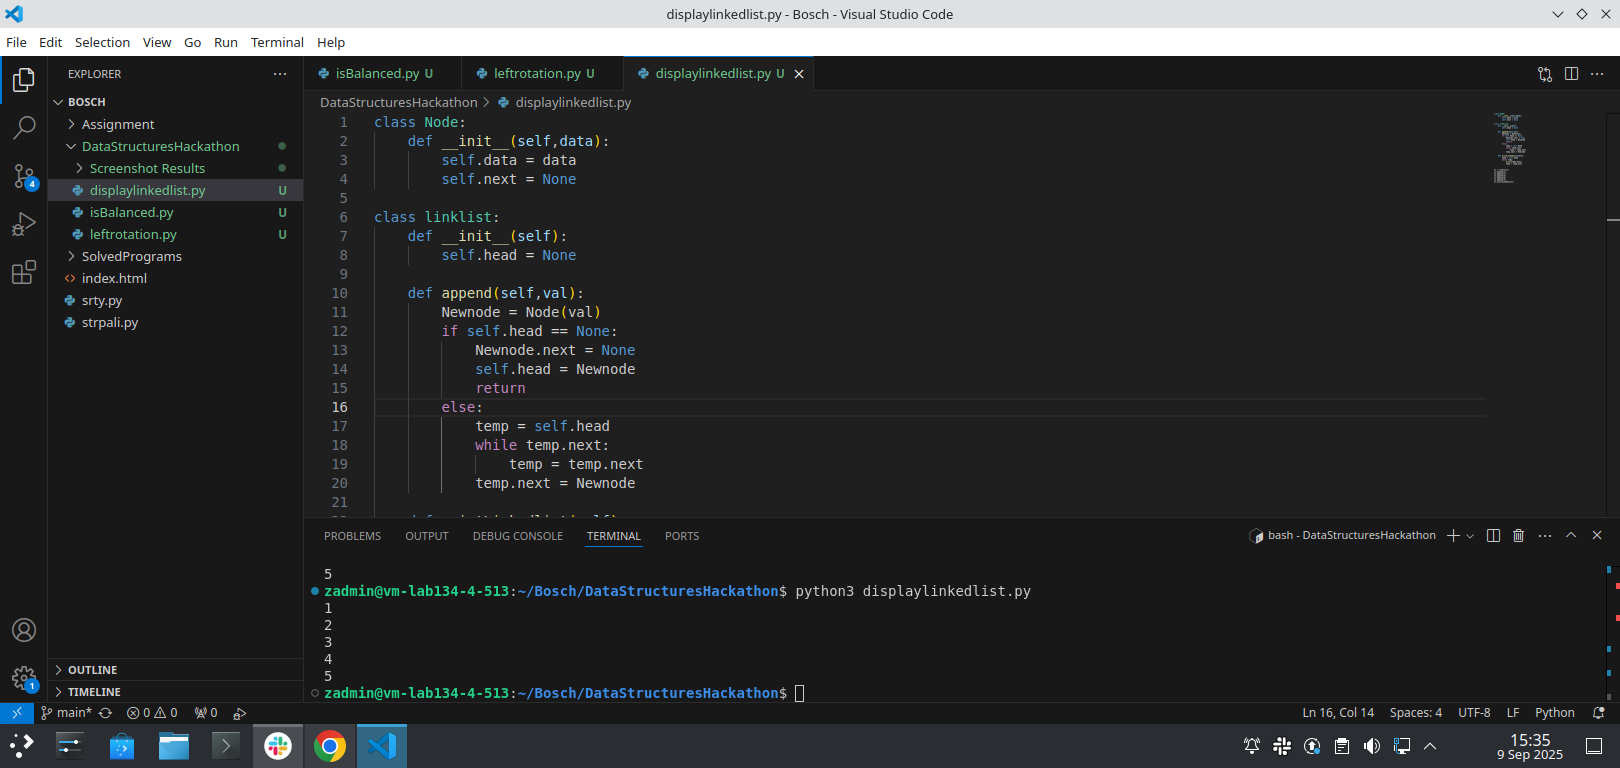 displaylinkedlist.py - Bosch - Visual Studio Code
File Edit Selection View Go Run Terminal Help
EXPLORER
BOSCH
Assignment
DataStructuresHackathon
Screenshot Results
displaylinkedlist.py U
isBalanced.py U
leftrotation.py U
SolvedPrograms
index.html
srty.py
strpali.py
OUTLINE
TIMELINE
4
1
isBalanced.py U leftrotation.py U displaylinkedlist.py U
DataStructuresHackathon > displaylinkedlist.py
1 class Node:
2 def __init__(self,data):
3 self.data = data
4 self.next = None
5
6 class linklist:
7 def __init__(self):
8 self.head = None
9
10 def append(self,val):
11 Newnode = Node(val)
12 if self.head == None:
13 Newnode.next = None
14 self.head = Newnode
15 return
16 else:
17 temp = self.head
18 while temp.next:
19 temp = temp.next
20 temp.next = Newnode
21
PROBLEMS OUTPUT DEBUG CONSOLE TERMINAL PORTS
bash - DataStructuresHackathon
5
zadmin@vm-lab134-4-513:~/Bosch/DataStructuresHackathon$ python3 displaylinkedlist.py
1
2
3
4
5
zadmin@vm-lab134-4-513:~/Bosch/DataStructuresHackathon$
main* 0 0 0
Ln 16, Col 14 Spaces: 4 UTF-8 LF Python
15:35
9 Sep 2025